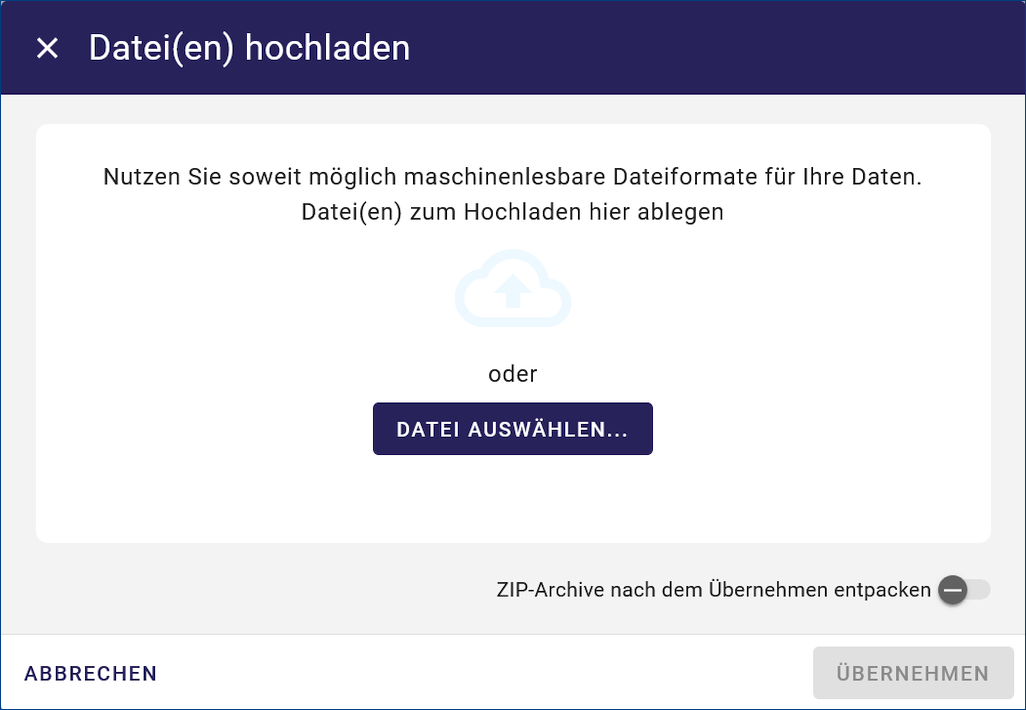 Datei(en) hochladen
Nutzen Sie soweit möglich maschinenlesbare Dateiformate für Ihre Daten.
Datei(en) zum Hochladen hier ablegen
oder
DATEI AUSWÄHLEN...
ZIP-Archive nach dem Übernehmen entpacken
ABBRECHEN
ÜBERNEHMEN